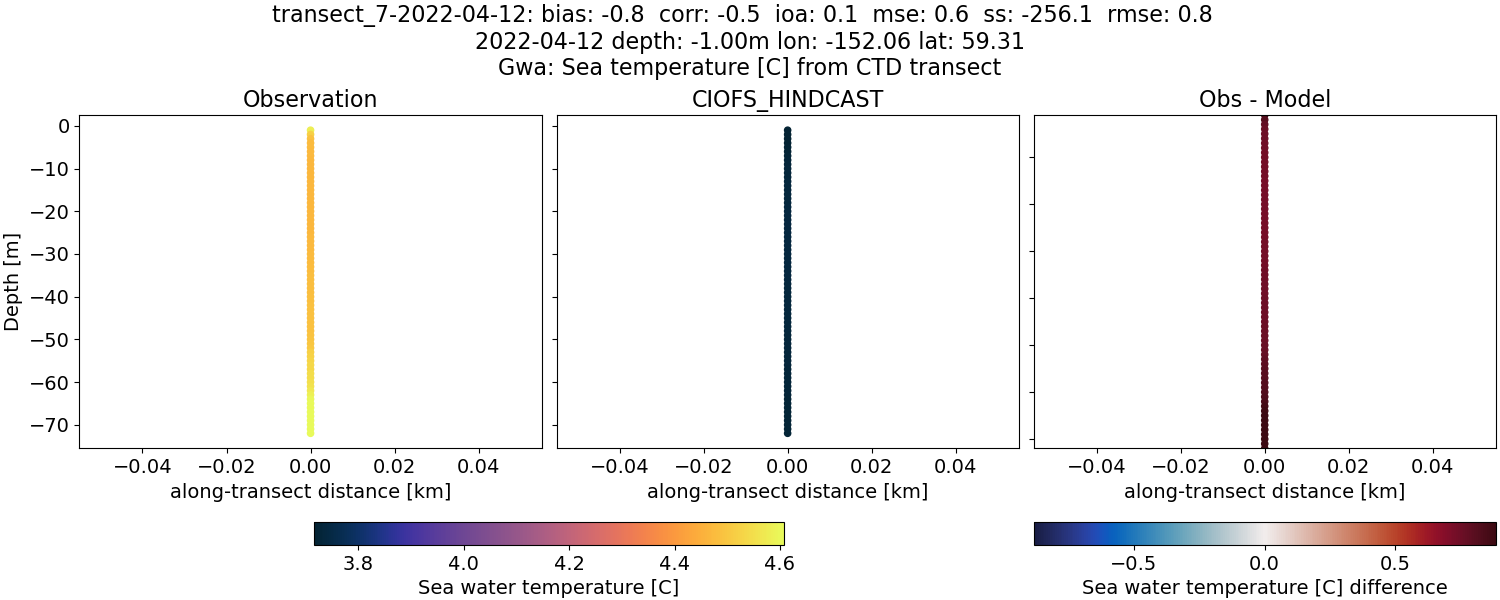 transect_7-2022-04-12: bias: -0.8  corr: -0.5  ioa: 0.1  mse: 0.6  ss: -256.1  rmse: 0.8
2022-04-12 depth: -1.00m lon: -152.06 lat: 59.31
Gwa: Sea temperature [C] from CTD transect
Observation
CIOFS_HINDCAST
Obs - Model
Depth [m]
0
−10
−20
−30
−40
−50
−60
−70
−0.04 −0.02 0.00 0.02 0.04
−0.04 −0.02 0.00 0.02 0.04
−0.04 −0.02 0.00 0.02 0.04
along-transect distance [km]
along-transect distance [km]
along-transect distance [km]
3.8 4.0 4.2 4.4 4.6
Sea water temperature [C]
−0.5 0.0 0.5
Sea water temperature [C] difference